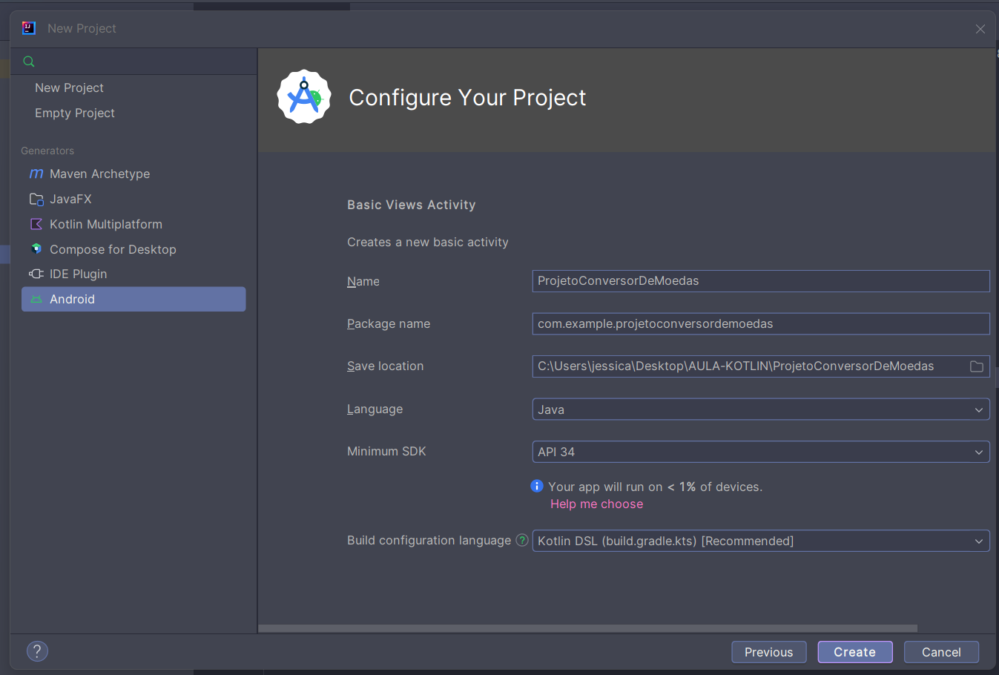 New Project
New Project
Empty Project
Generators
Maven Archetype
JavaFX
Kotlin Multiplatform
Compose for Desktop
IDE Plugin
Android
Configure Your Project
Basic Views Activity
Creates a new basic activity
Name ProjetoConversorDeMoedas
Package name com.example.projetoconversordemoedas
Save location C:\Users\jessica\Desktop\AULA-KOTLIN\ProjetoConversorDeMoedas
Language Java
Minimum SDK API 34
Your app will run on < 1% of devices.
Help me choose
Build configuration language ? Kotlin DSL (build.gradle.kts) [Recommended]
? Previous Create Cancel